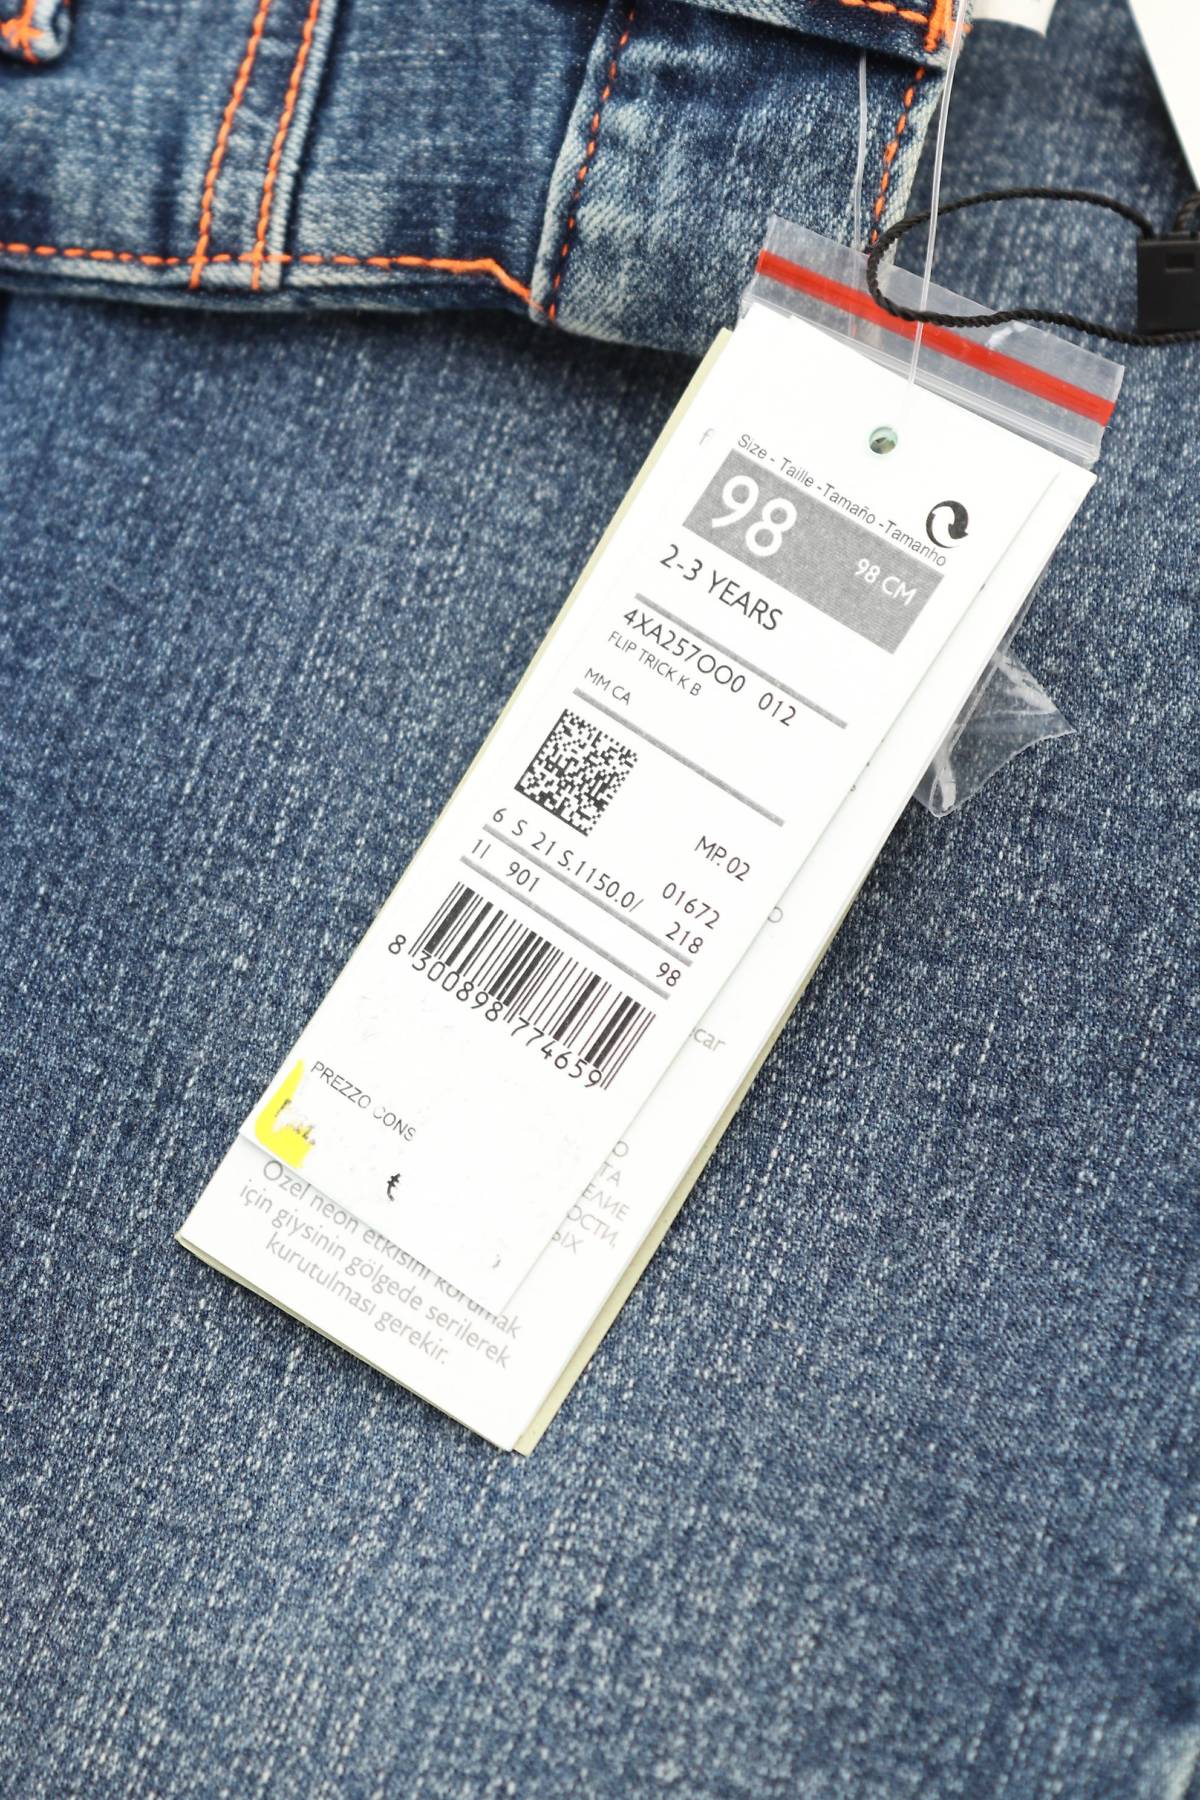 Size - Taille -Tamaño -Tamanho
98 98 CM
2-3 YEARS
4XA257OO0 012
FLIP TRICK K B
MM CA
MP. 02
6 S 21 S.1150.0/ 01672
11 901 218
98
8 300898 774659
PREZZO CONS
t
Özel neon etkisini korumak
için giysinin gölgede serilerek
kurutulması gerekir.